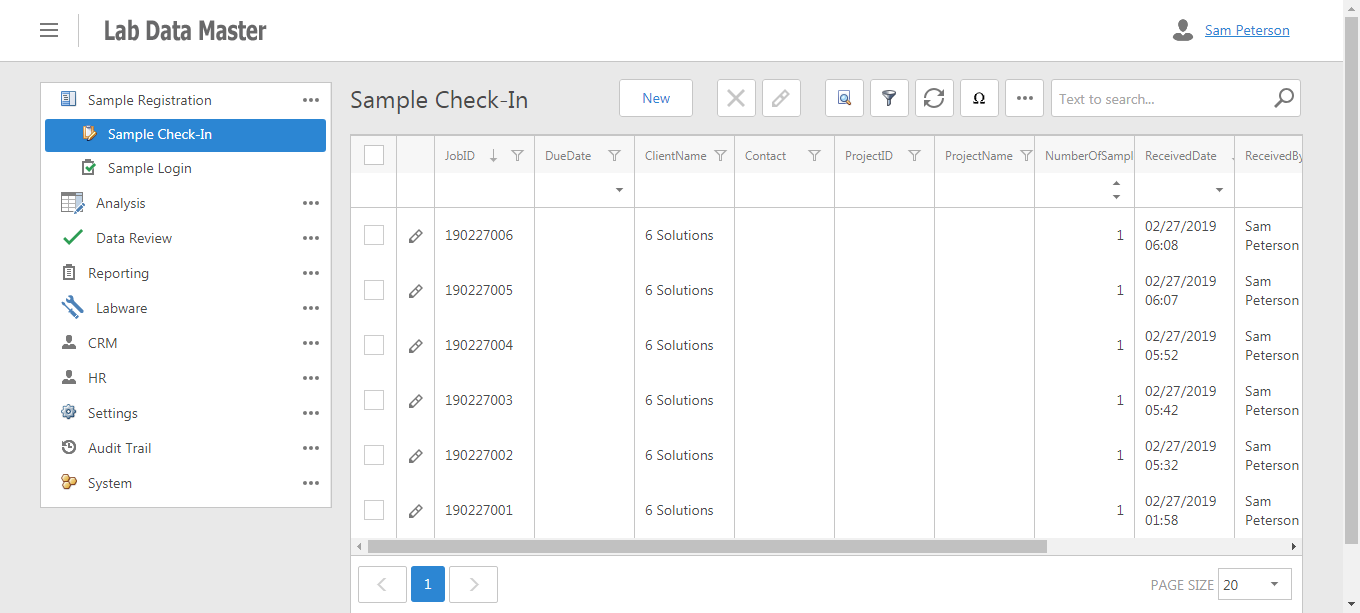 Lab Data Master
Sam Peterson
Sample Registration
Sample Check-In
Sample Login
Analysis
Data Review
Reporting
Labware
CRM
HR
Settings
Audit Trail
System
Sample Check-In
New
Ω
Text to search...
JobID DueDate ClientName Contact ProjectID ProjectName NumberOfSampl ReceivedDate ReceivedBy
190227006 6 Solutions 1 02/27/2019 06:08 Sam Peterson
190227005 6 Solutions 1 02/27/2019 06:07 Sam Peterson
190227004 6 Solutions 1 02/27/2019 05:52 Sam Peterson
190227003 6 Solutions 1 02/27/2019 05:42 Sam Peterson
190227002 6 Solutions 1 02/27/2019 05:32 Sam Peterson
190227001 6 Solutions 1 02/27/2019 01:58 Sam Peterson
1
PAGE SIZE 20